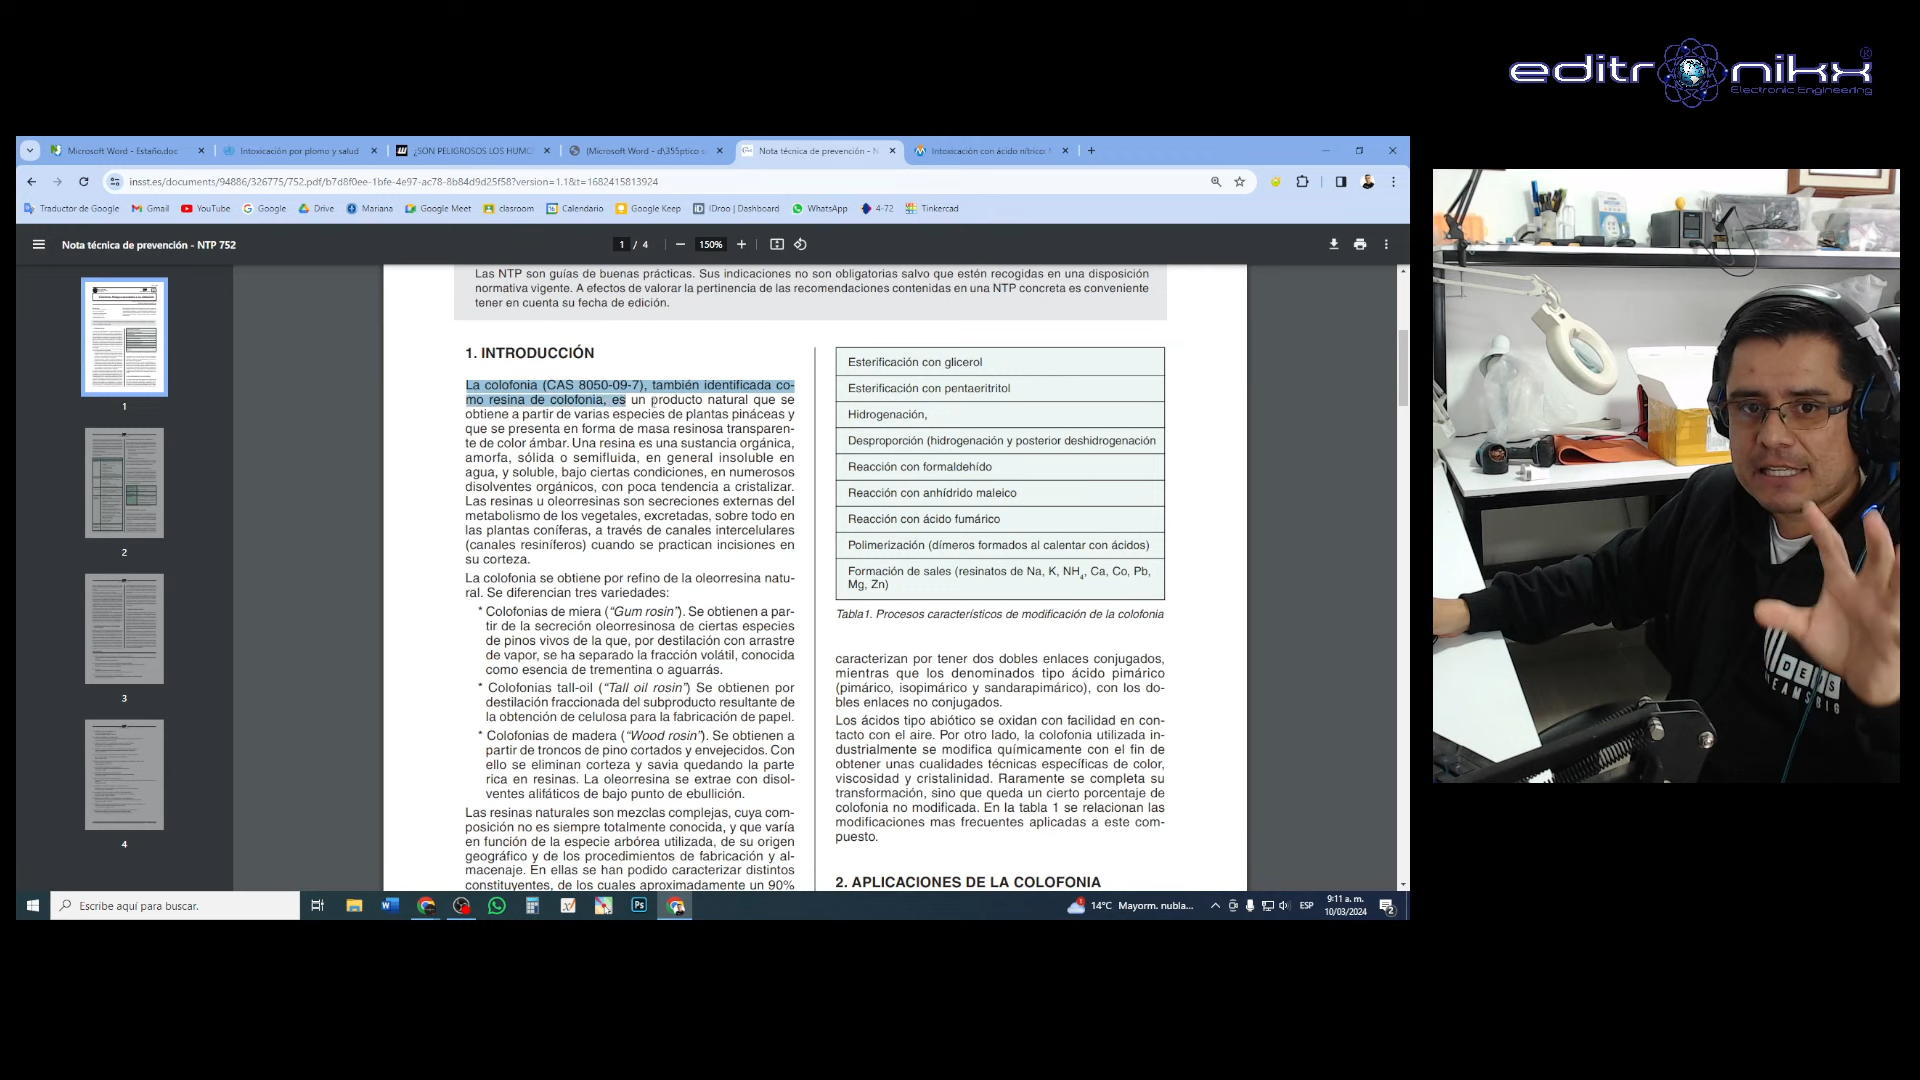 editronikx
Electronic Engineering
Microsoft Word - Estaño.doc
Intoxicación por plomo y salud
¿SON PELIGROSOS LOS HUMO
(Microsoft Word - d\355ptico s
Nota técnica de prevención - N
Intoxicación con ácido nítrico: M
insst.es/documents/94886/326775/752.pdf/b7d8f0ee-1bfe-4e97-ac78-8b84d9d25f58?version=1.1&t=1682415813924
Traductor de Google
Gmail
YouTube
Google
Drive
Mariana
Google Meet
clasroom
Calendario
Google Keep
IDroo | Dashboard
WhatsApp
4-72
Tinkercad
Nota técnica de prevención - NTP 752
1 / 4
150%
1
2
3
4
Las NTP son guías de buenas prácticas. Sus indicaciones no son obligatorias salvo que estén recogidas en una disposición
normativa vigente. A efectos de valorar la pertinencia de las recomendaciones contenidas en una NTP concreta es conveniente
tener en cuenta su fecha de edición.
1. INTRODUCCIÓN
La colofonia (CAS 8050-09-7), también identificada co-
mo resina de colofonia, es un producto natural que se
obtiene a partir de varias especies de plantas pináceas y
que se presenta en forma de masa resinosa transparen-
te de color ámbar. Una resina es una sustancia orgánica,
amorfa, sólida o semifluida, en general insoluble en
agua, y soluble, bajo ciertas condiciones, en numerosos
disolventes orgánicos, con poca tendencia a cristalizar.
Las resinas u oleorresinas son secreciones externas del
metabolismo de los vegetales, excretadas, sobre todo en
las plantas coníferas, a través de canales intercelulares
(canales resiníferos) cuando se practican incisiones en
su corteza.
La colofonia se obtiene por refino de la oleorresina natu-
ral. Se diferencian tres variedades:
* Colofonias de miera (“Gum rosin”). Se obtienen a par-
tir de la secreción oleorresinosa de ciertas especies
de pinos vivos de la que, por destilación con arrastre
de vapor, se ha separado la fracción volátil, conocida
como esencia de trementina o aguarrás.
* Colofonias tall-oil (“Tall oil rosin”) Se obtienen por
destilación fraccionada del subproducto resultante de
la obtención de celulosa para la fabricación de papel.
* Colofonias de madera (“Wood rosin”). Se obtienen a
partir de troncos de pino cortados y envejecidos. Con
ello se eliminan corteza y savia quedando la parte
rica en resinas. La oleorresina se extrae con disol-
ventes alifáticos de bajo punto de ebullición.
Las resinas naturales son mezclas complejas, cuya com-
posición no es siempre totalmente conocida, y que varía
en función de la especie arbórea utilizada, de su origen
geográfico y de los procedimientos de fabricación y al-
macenaje. En ellas se han podido caracterizar distintos
constituyentes, de los cuales aproximadamente un 90%
Esterificación con glicerol
Esterificación con pentaeritritol
Hidrogenación,
Desproporción (hidrogenación y posterior deshidrogenación
Reacción con formaldehído
Reacción con anhídrido maleico
Reacción con ácido fumárico
Polimerización (dímeros formados al calentar con ácidos)
Formación de sales (resinatos de Na, K, NH4, Ca, Co, Pb,
Mg, Zn)
Tabla1. Procesos característicos de modificación de la colofonia
caracterizan por tener dos dobles enlaces conjugados,
mientras que los denominados tipo ácido pimárico
(pimárico, isopimárico y sandarapimárico), con los do-
bles enlaces no conjugados.
Los ácidos tipo abiótico se oxidan con facilidad en con-
tacto con el aire. Por otro lado, la colofonia utilizada in-
dustrialmente se modifica químicamente con el fin de
obtener unas cualidades técnicas específicas de color,
viscosidad y cristalinidad. Raramente se completa su
transformación, sino que queda un cierto porcentaje de
colofonia no modificada. En la tabla 1 se relacionan las
modificaciones mas frecuentes aplicadas a este com-
puesto.
2. APLICACIONES DE LA COLOFONIA
Escribe aquí para buscar.
14°C Mayorm. nubla...
ESP
9:11 a. m.
10/03/2024
2